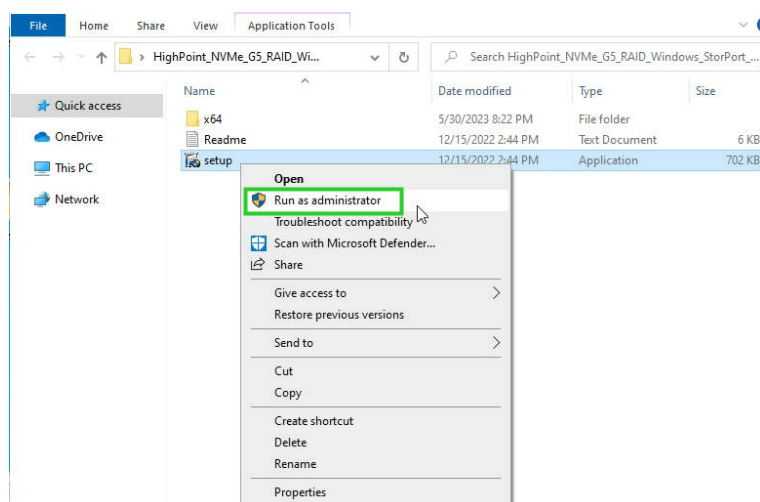 File Home Share View Application Tools
HighPoint_NVMe_G5_RAID_Wi... Search HighPoint_NVMe_G5_RAID_Windows_StorPort_...
Name Date modified Type Size
Quick access
x64 5/30/2023 8:22 PM File folder
OneDrive
Readme 12/15/2022 2:44 PM Text Document 6 KB
This PC
setup 12/15/2022 2:44 PM Application 702 KB
Network
Open
Run as administrator
Troubleshoot compatibility
Scan with Microsoft Defender...
Share
Give access to
Restore previous versions
Send to
Cut
Copy
Create shortcut
Delete
Rename
Properties